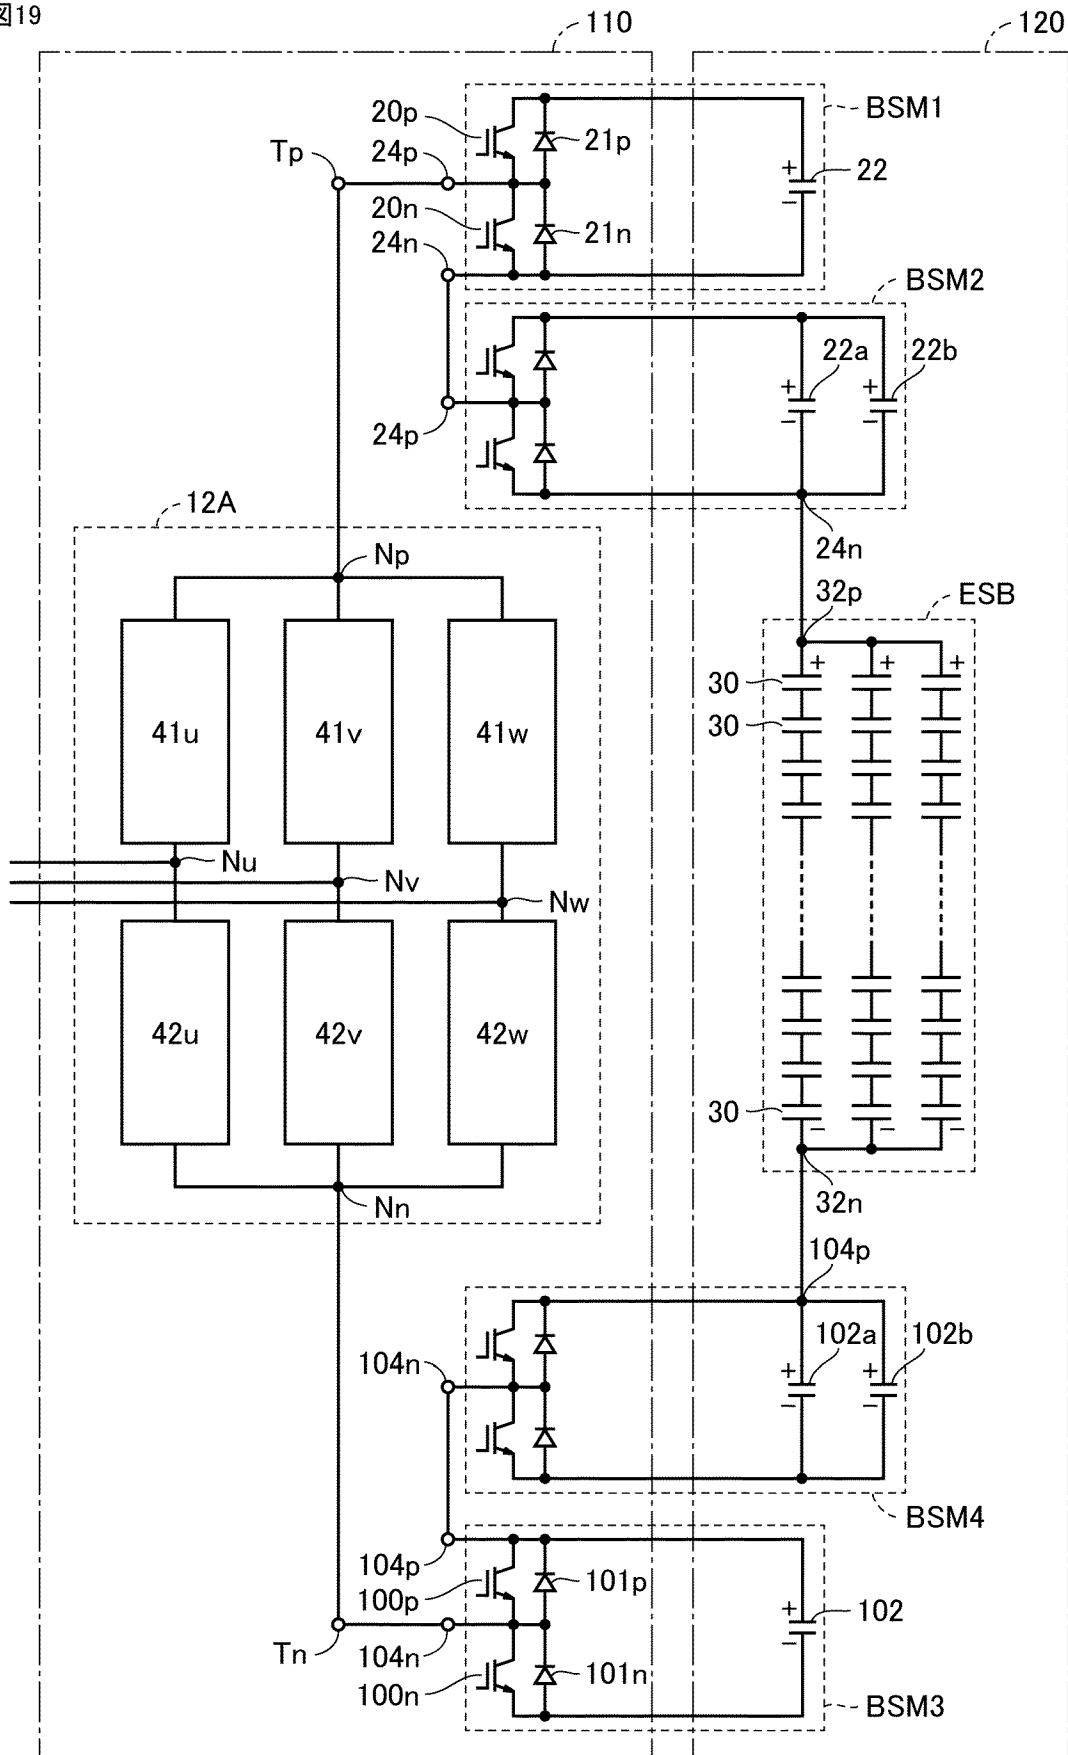 図19
110
120
BSM1
20p
21p
Tp
24p
22
20n
21n
24n
BSM2
22a
22b
+
−
+
−
+
−
24p
24n
12A
Np
32p
ESB
+
+
+
30
30
41u
41v
41w
Nu
Nv
Nw
42u
42v
42w
30
−
−
−
32n
Nn
104p
104n
102a
102b
+
−
+
−
BSM4
104p
100p
101p
+
−
102
Tn
104n
100n
101n
BSM3